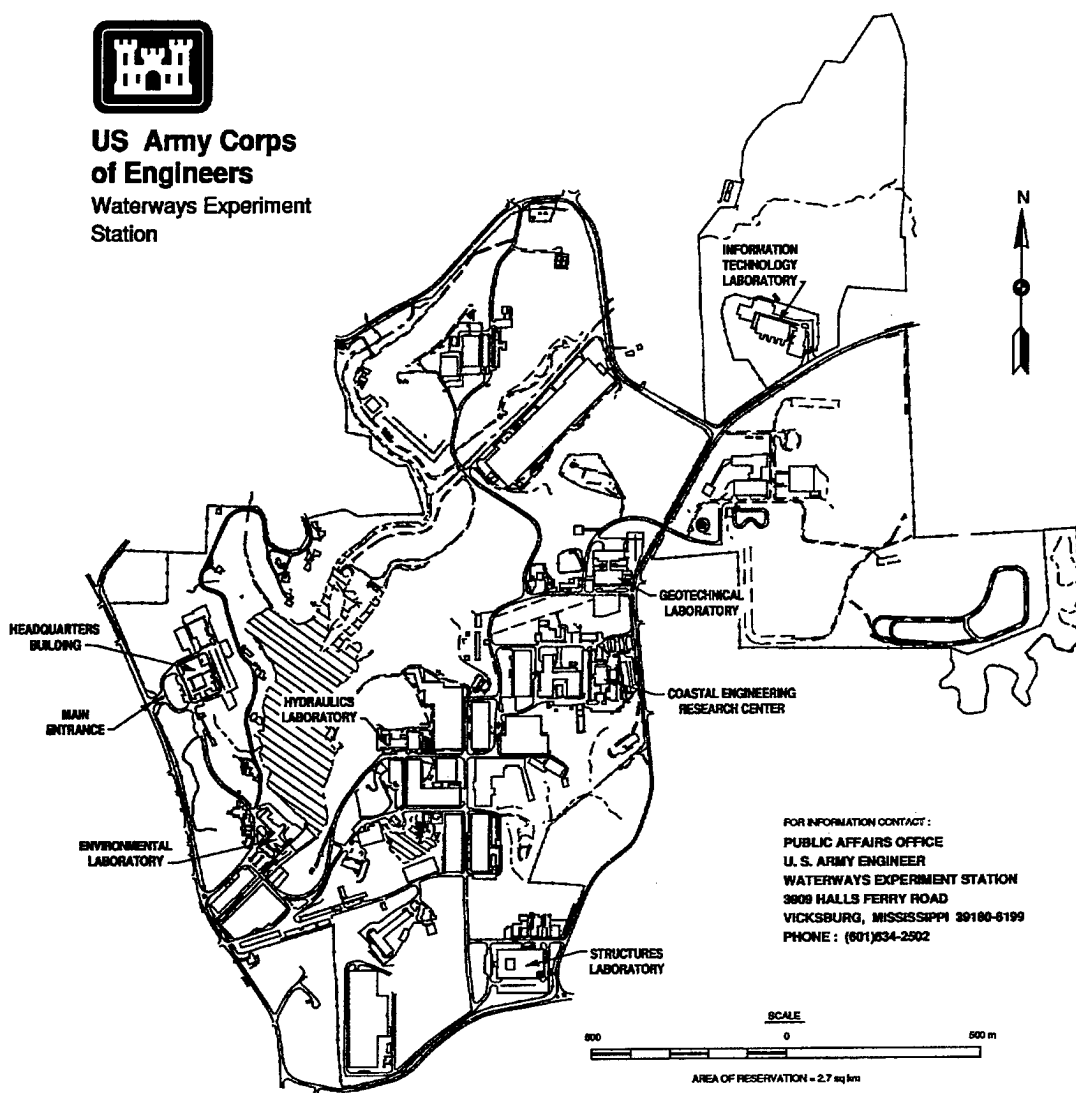 US Army Corps
of Engineers
Waterways Experiment
Station
N
INFORMATION
TECHNOLOGY
LABORATORY
GEOTECHNICAL
LABORATORY
HEADQUARTERS
BUILDING
MAIN
ENTRANCE
HYDRAULICS
LABORATORY
COASTAL ENGINEERING
RESEARCH CENTER
ENVIRONMENTAL
LABORATORY
STRUCTURES
LABORATORY
FOR INFORMATION CONTACT :
PUBLIC AFFAIRS OFFICE
U. S. ARMY ENGINEER
WATERWAYS EXPERIMENT STATION
3909 HALLS FERRY ROAD
VICKSBURG, MISSISSIPPI 39180-6199
PHONE : (601)634-2502
SCALE
500 0 500 m
AREA OF RESERVATION = 2.7 sq km